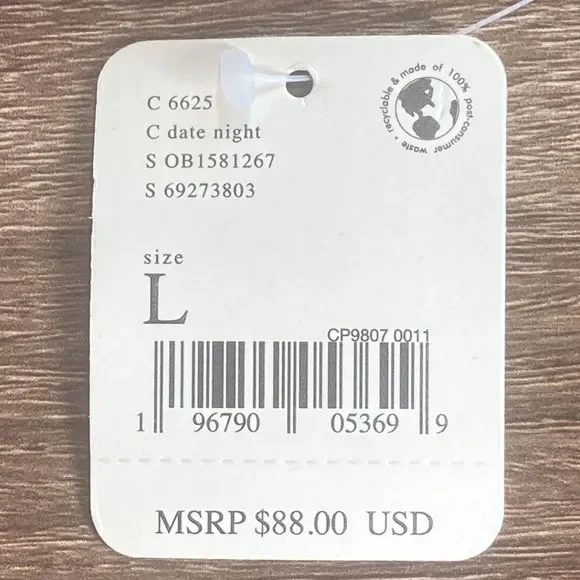 C 6625
C date night
S OB1581267
S 69273803
recyclable & made of 100% post-consumer waste •
size
L
CP9807 0011
1 96790 05369 9
MSRP $88.00 USD